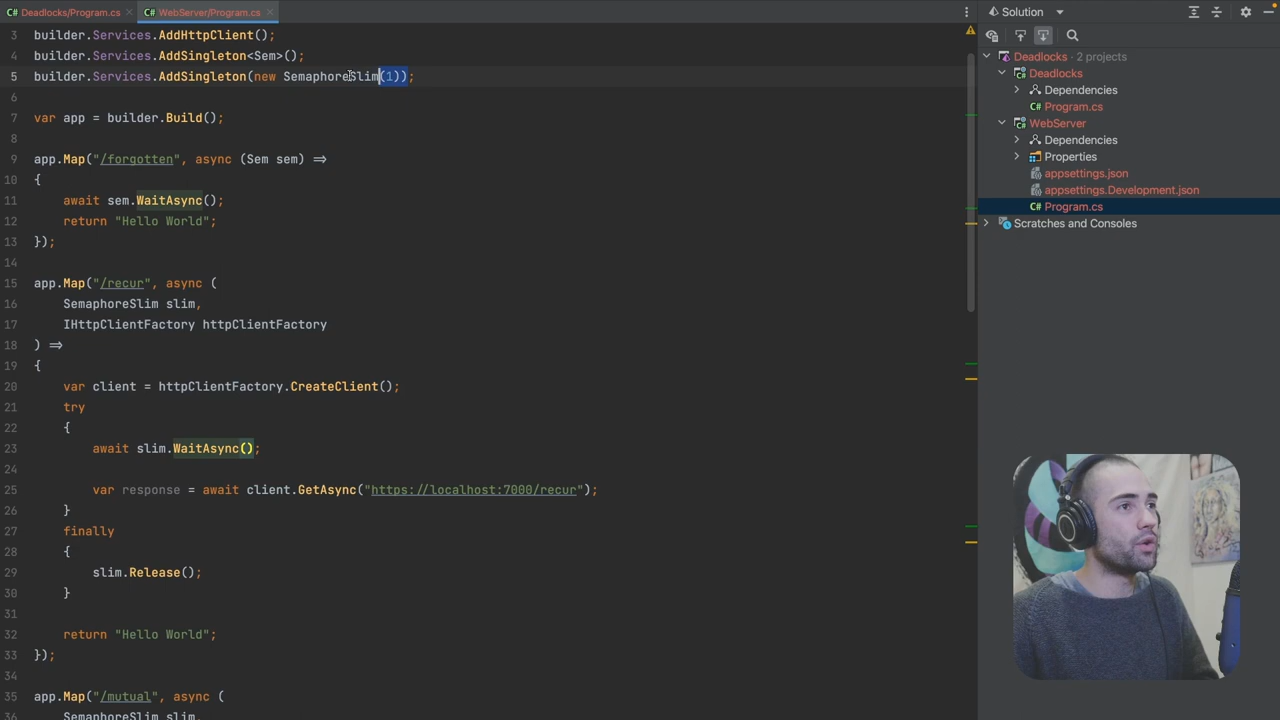 Deadlocks/Program.cs
WebServer/Program.cs
Solution
3 builder.Services.AddHttpClient();
4 builder.Services.AddSingleton<Sem>();
5 builder.Services.AddSingleton(new SemaphoreSlim(1));
6
7 var app = builder.Build();
8
9 app.Map("/forgotten", async (Sem sem) =>
10 {
11 await sem.WaitAsync();
12 return "Hello World";
13 });
14
15 app.Map("/recur", async (
16 SemaphoreSlim slim,
17 IHttpClientFactory httpClientFactory
18 ) =>
19 {
20 var client = httpClientFactory.CreateClient();
21 try
22 {
23 await slim.WaitAsync();
24
25 var response = await client.GetAsync("https://localhost:7000/recur");
26 }
27 finally
28 {
29 slim.Release();
30 }
31
32 return "Hello World";
33 });
34
35 app.Map("/mutual", async (
36 SemaphoreSlim slim,
Deadlocks · 2 projects
C# Deadlocks
Dependencies
C# Program.cs
WebServer
Dependencies
Properties
appsettings.json
appsettings.Development.json
C# Program.cs
Scratches and Consoles